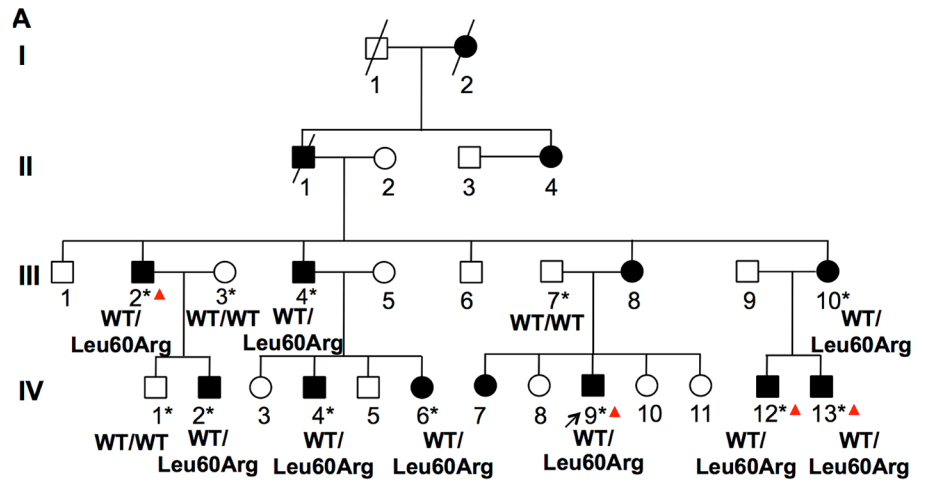 A
I
1 2
II
1 2 3 4
III
1 2* 3* 4* 5 6 7* 8 9 10*
WT/ WT/WT WT/ WT/WT WT/
Leu60Arg Leu60Arg Leu60Arg
IV
1* 2* 3 4* 5 6* 7 8 9* 10 11 12* 13*
WT/WT WT/ WT/ WT/ WT/ WT/ WT/
Leu60Arg Leu60Arg Leu60Arg Leu60Arg Leu60Arg Leu60Arg